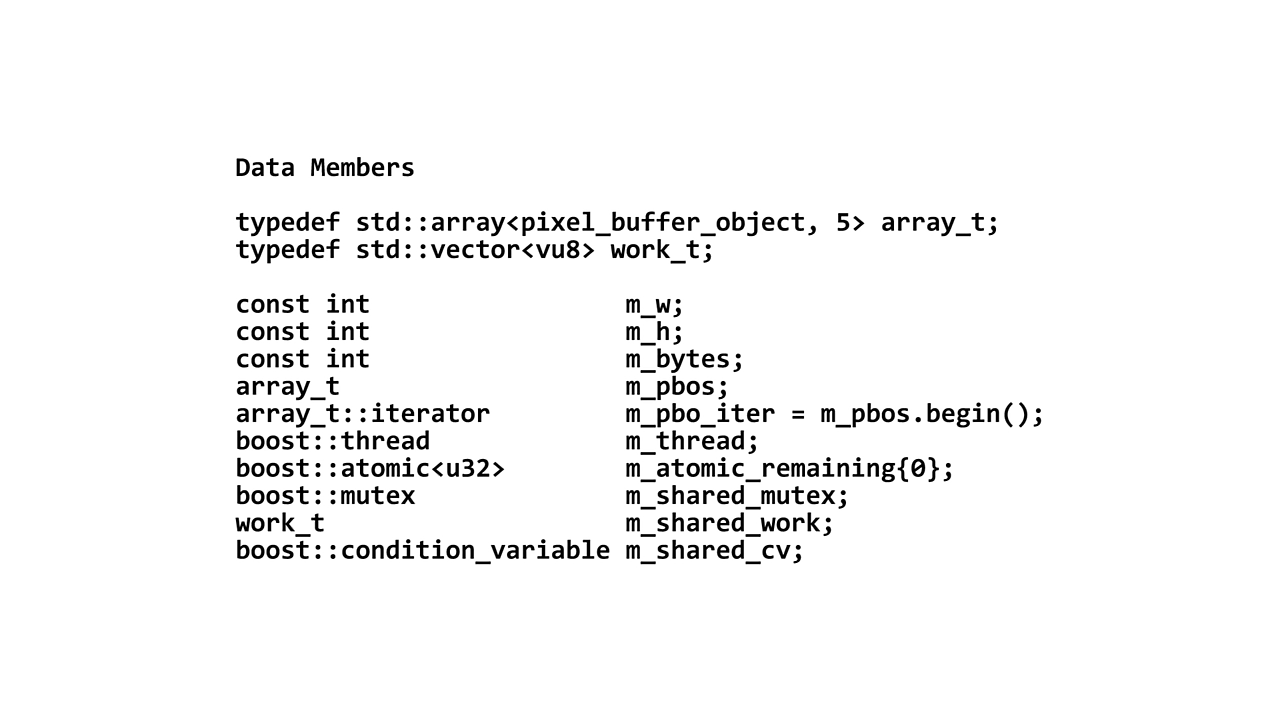 Data Members
typedef std::array<pixel_buffer_object, 5> array_t;
typedef std::vector<vu8> work_t;
const int m_w;
const int m_h;
const int m_bytes;
array_t m_pbos;
array_t::iterator m_pbo_iter = m_pbos.begin();
boost::thread m_thread;
boost::atomic<u32> m_atomic_remaining{0};
boost::mutex m_shared_mutex;
work_t m_shared_work;
boost::condition_variable m_shared_cv;